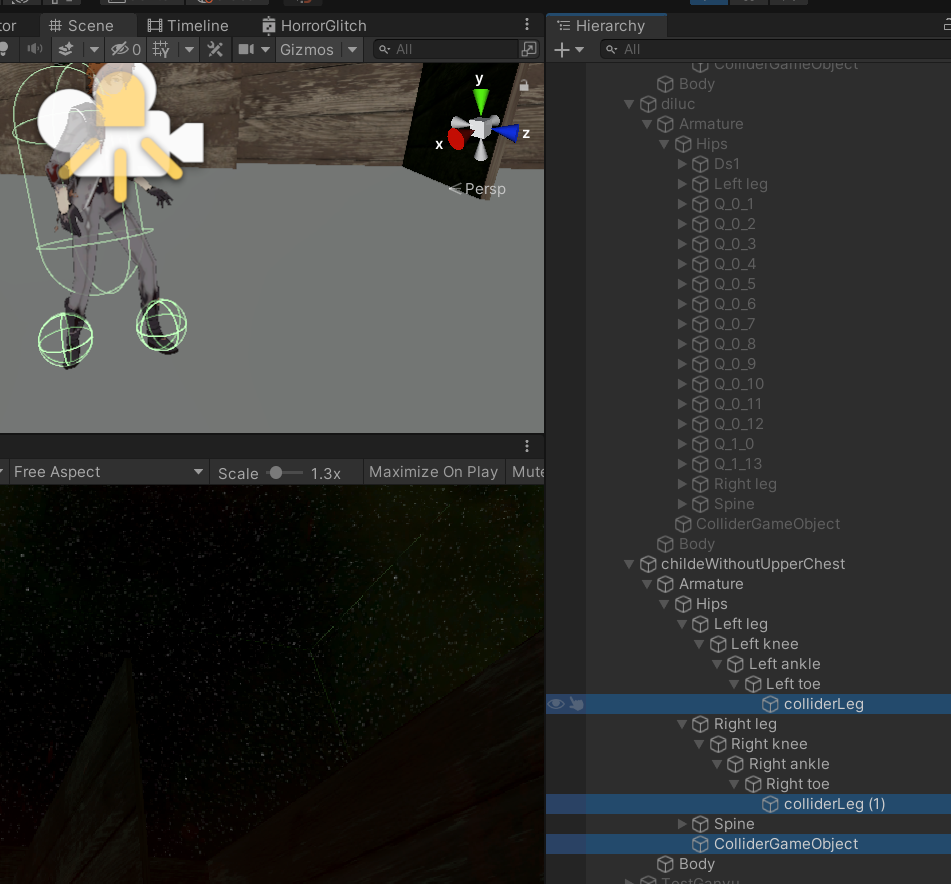 tor
Scene
Timeline
HorrorGlitch
0
Gizmos
All
y
x
z
Persp
Free Aspect
Scale
1.3x
Maximize On Play
Mute
Hierarchy
All
ColliderGameObject
Body
diluc
Armature
Hips
Ds1
Left leg
Q_0_1
Q_0_2
Q_0_3
Q_0_4
Q_0_5
Q_0_6
Q_0_7
Q_0_8
Q_0_9
Q_0_10
Q_0_11
Q_0_12
Q_1_0
Q_1_13
Right leg
Spine
ColliderGameObject
Body
childeWithoutUpperChest
Armature
Hips
Left leg
Left knee
Left ankle
Left toe
colliderLeg
Right leg
Right knee
Right ankle
Right toe
colliderLeg (1)
Spine
ColliderGameObject
Body
TestGanyu